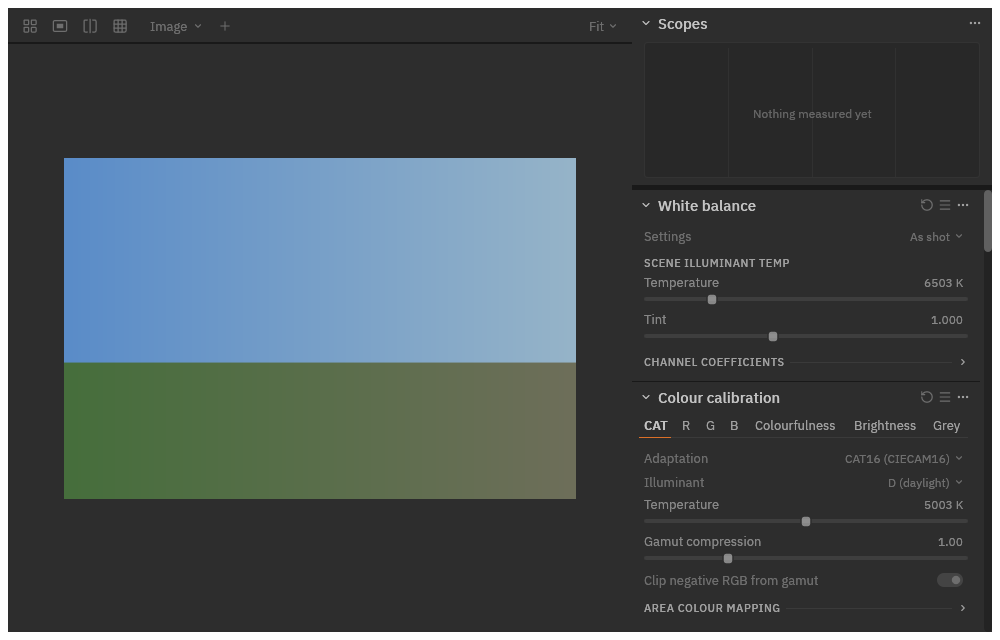 Image
Fit
Scopes
Nothing measured yet
White balance
Settings As shot
SCENE ILLUMINANT TEMP
Temperature 6503 K
Tint 1.000
CHANNEL COEFFICIENTS
Colour calibration
CAT R G B Colourfulness Brightness Grey
Adaptation CAT16 (CIECAM16)
Illuminant D (daylight)
Temperature 5003 K
Gamut compression 1.00
Clip negative RGB from gamut
AREA COLOUR MAPPING